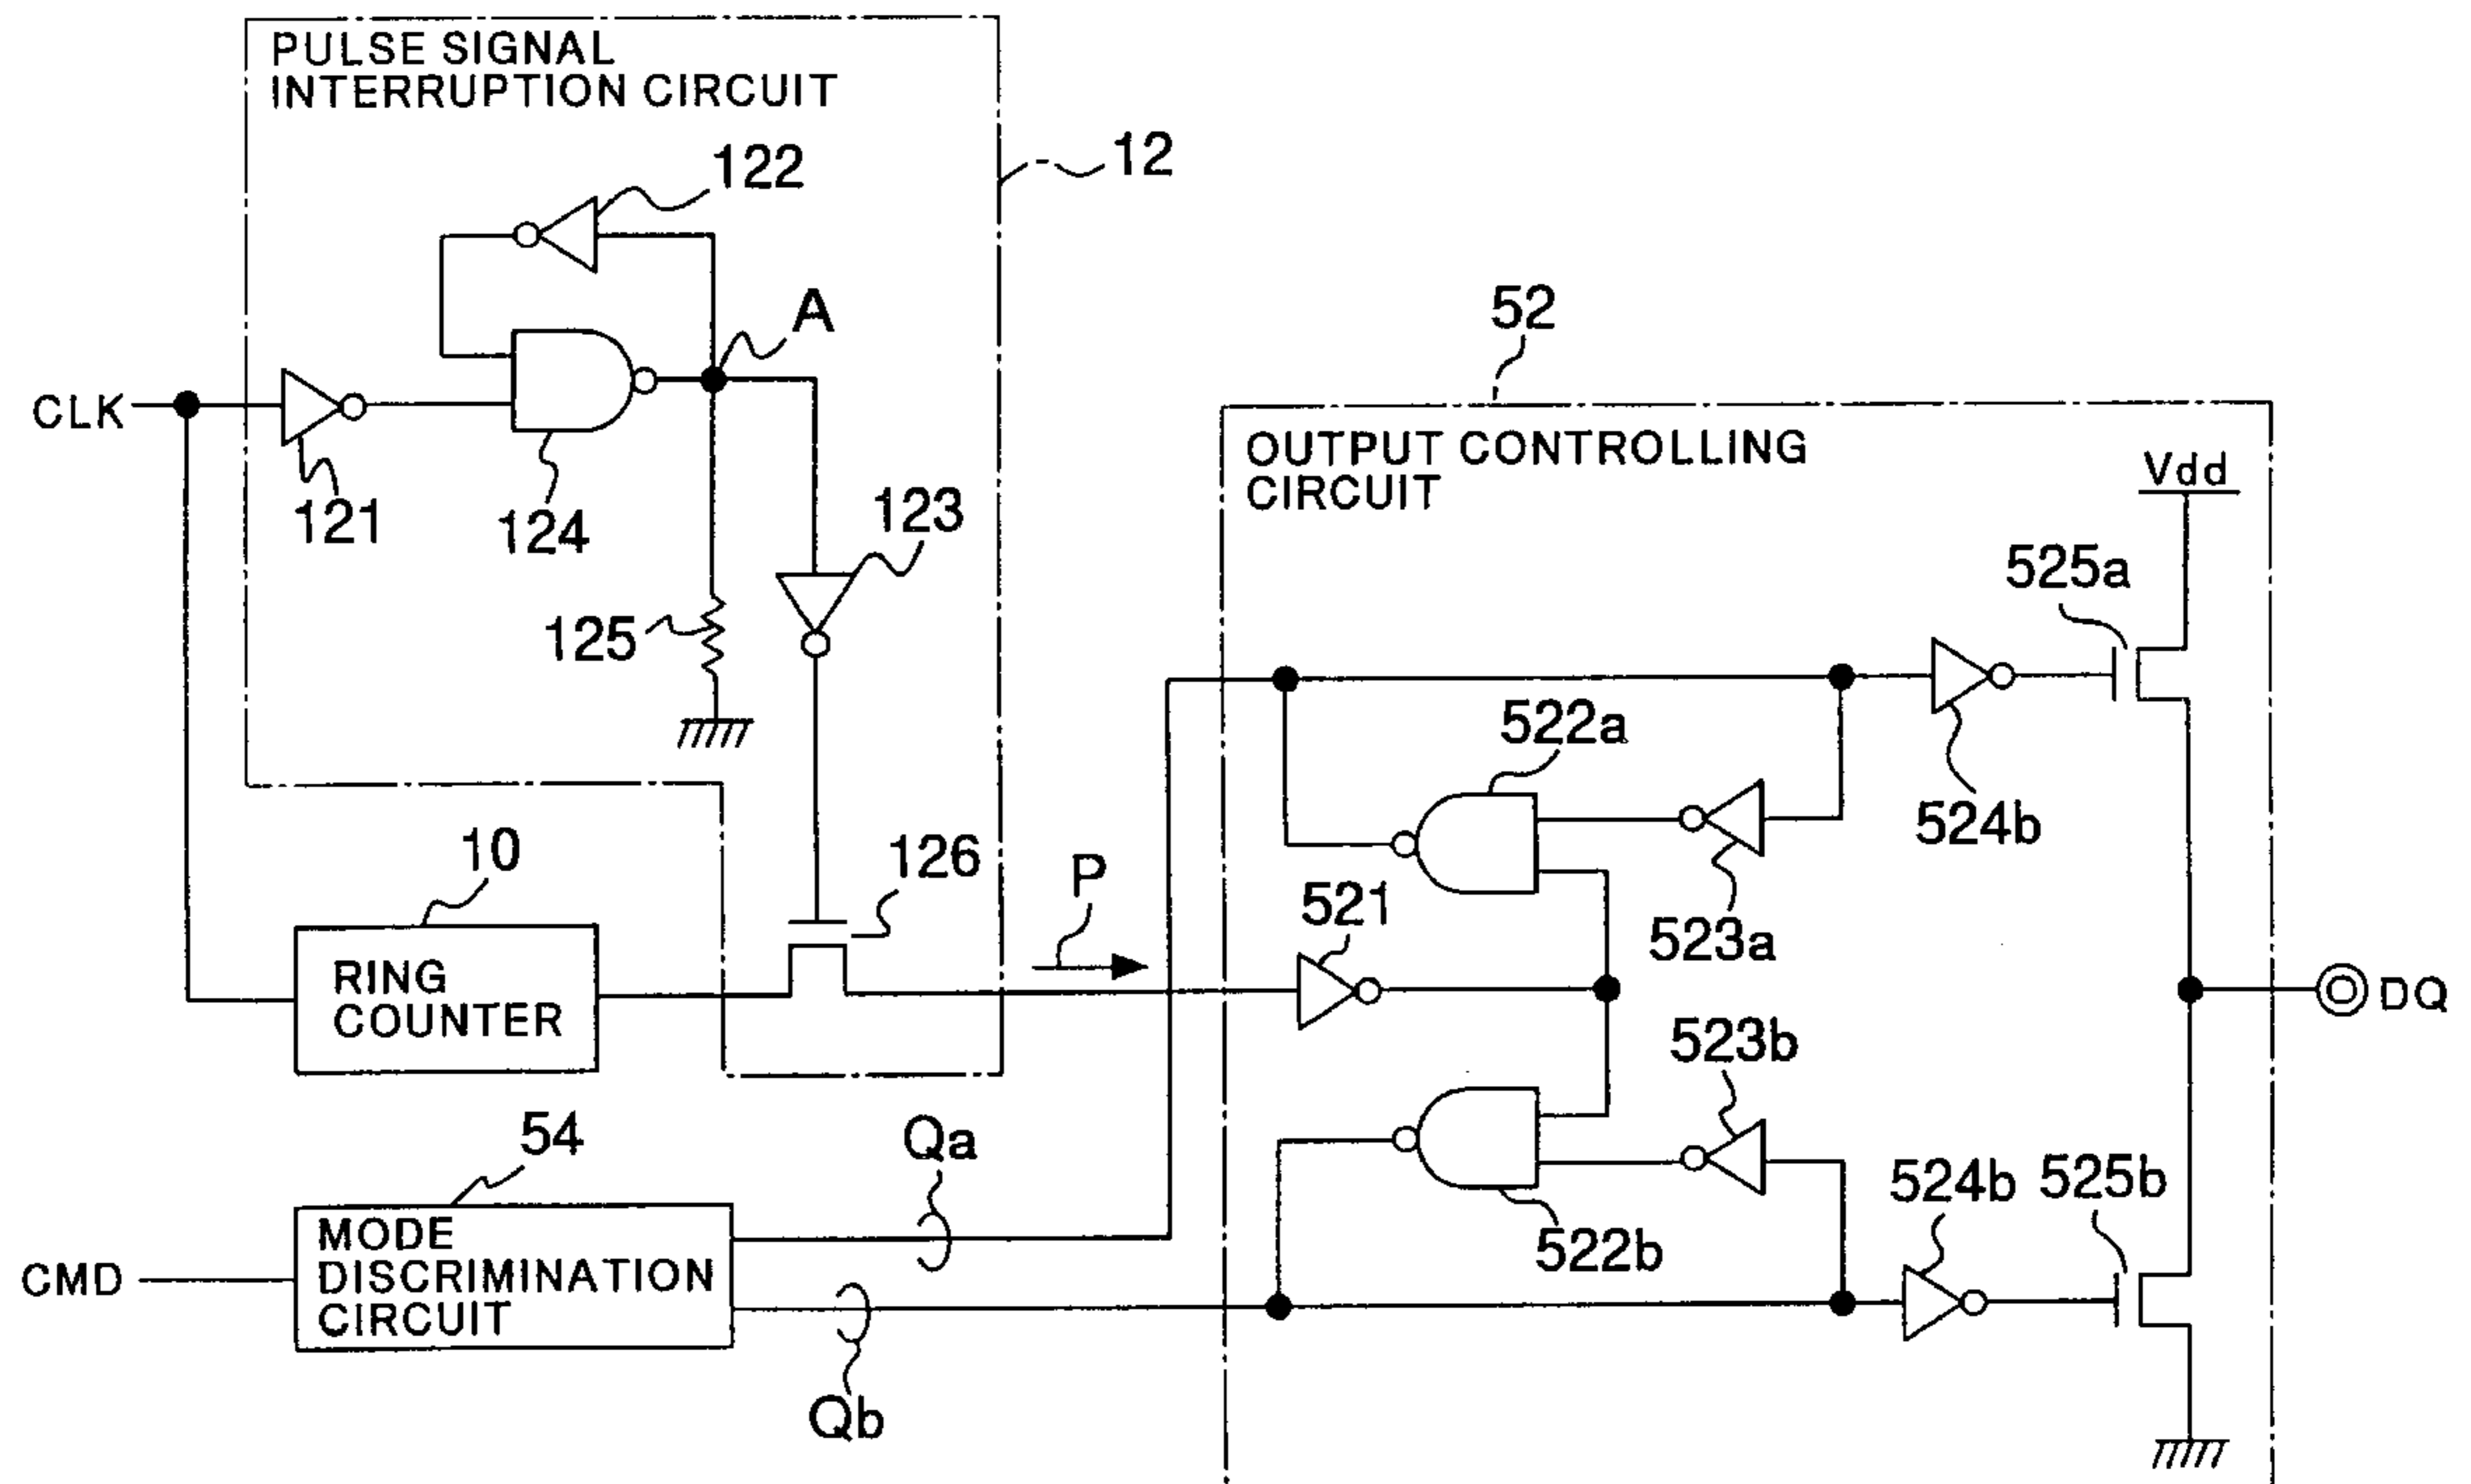 PULSE SIGNAL
INTERRUPTION CIRCUIT
12
122
A
52
CLK
OUTPUT CONTROLLING
CIRCUIT
Vdd
121
124
123
525a
125
522a
524b
10
126
P
521
523a
RING
COUNTER
DQ
523b
54
Qa
524b
525b
522b
CMD
MODE
DISCRIMINATION
CIRCUIT
Qb